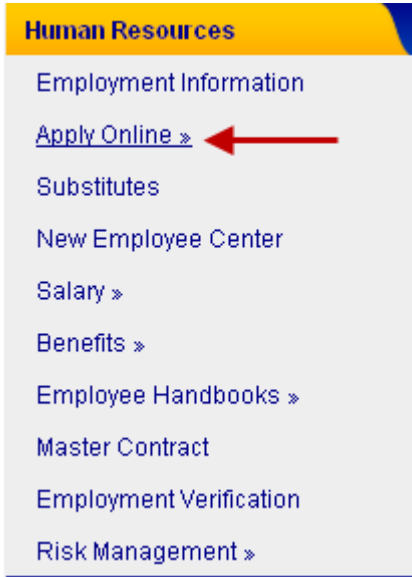 Human Resources
Employment Information
Apply Online »
Substitutes
New Employee Center
Salary »
Benefits »
Employee Handbooks »
Master Contract
Employment Verification
Risk Management »